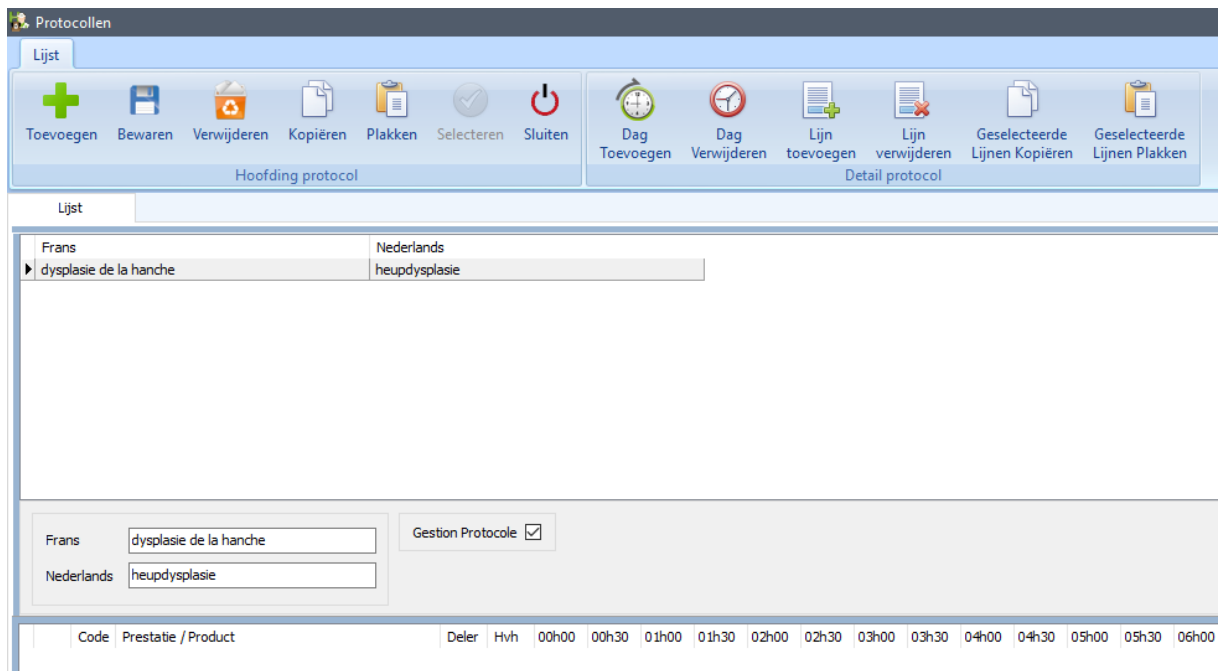 Protocollen
Lijst
Toevoegen Bewaren Verwijderen Kopiëren Plakken Selecteren Sluiten
Dag Toevoegen Dag Verwijderen Lijn toevoegen Lijn verwijderen Geselecteerde Lijnen Kopiëren Geselecteerde Lijnen Plakken
Hoofding protocol Detail protocol
Lijst
Frans Nederlands
dysplasie de la hanche heupdysplasie
Frans dysplasie de la hanche Gestion Protocole
Nederlands heupdysplasie
Code Prestatie / Product Deler Hvh 00h00 00h30 01h00 01h30 02h00 02h30 03h00 03h30 04h00 04h30 05h00 05h30 06h00